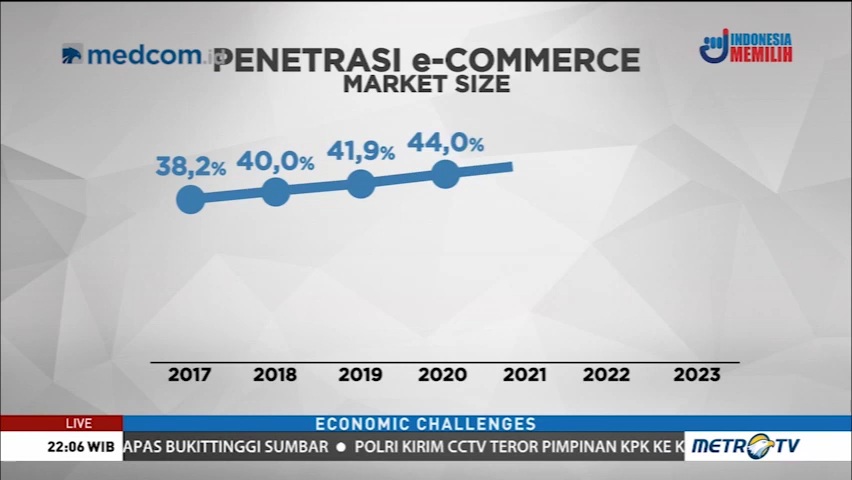 medcom.id
PENETRASI e-COMMERCE
MARKET SIZE
INDONESIA
MEMILIH
38,2% 40,0% 41,9% 44,0%
2017 2018 2019 2020 2021 2022 2023
LIVE
ECONOMIC CHALLENGES
22:06 WIB
APAS BUKITTINGGI SUMBAR ● POLRI KIRIM CCTV TEROR PIMPINAN KPK KE K
METRO TV